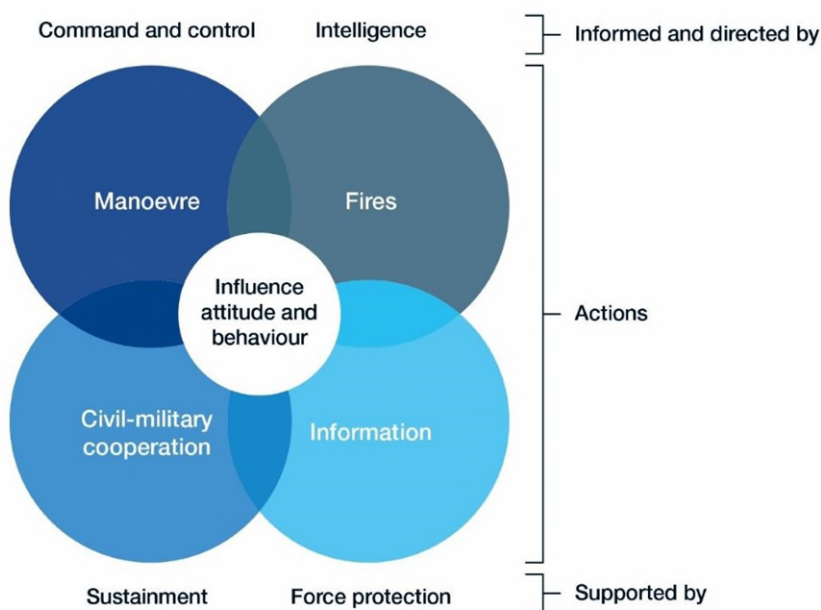 Command and control
Intelligence
Informed and directed by
Manoevre
Fires
Influence
attitude and
behaviour
Actions
Civil-military
cooperation
Information
Sustainment
Force protection
Supported by